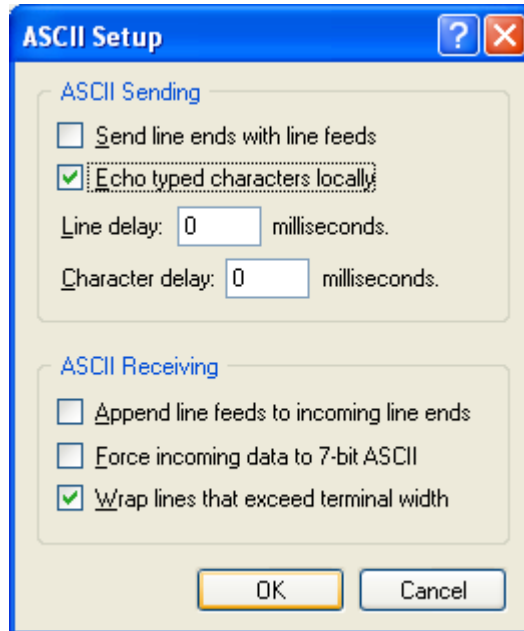 ASCII Setup
ASCII Sending
Send line ends with line feeds
Echo typed characters locally
Line delay: 0 milliseconds.
Character delay: 0 milliseconds.
ASCII Receiving
Append line feeds to incoming line ends
Force incoming data to 7-bit ASCII
Wrap lines that exceed terminal width
OK Cancel